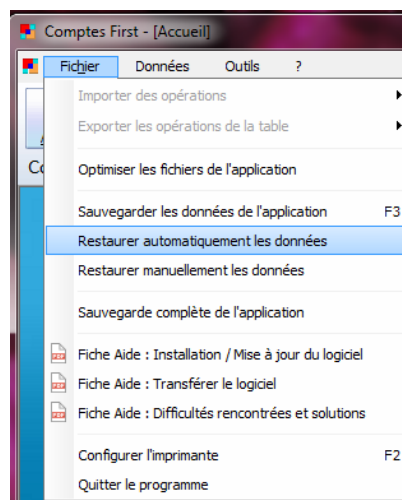 Comptes First - [Accueil]
Fichier Données Outils ?
Importer des opérations
Exporter les opérations de la table
Optimiser les fichiers de l'application
Sauvegarder les données de l'application F3
Restaurer automatiquement les données
Restaurer manuellement les données
Sauvegarde complète de l'application
Fiche Aide : Installation / Mise à jour du logiciel
Fiche Aide : Transférer le logiciel
Fiche Aide : Difficultés rencontrées et solutions
Configurer l'imprimante F2
Quitter le programme